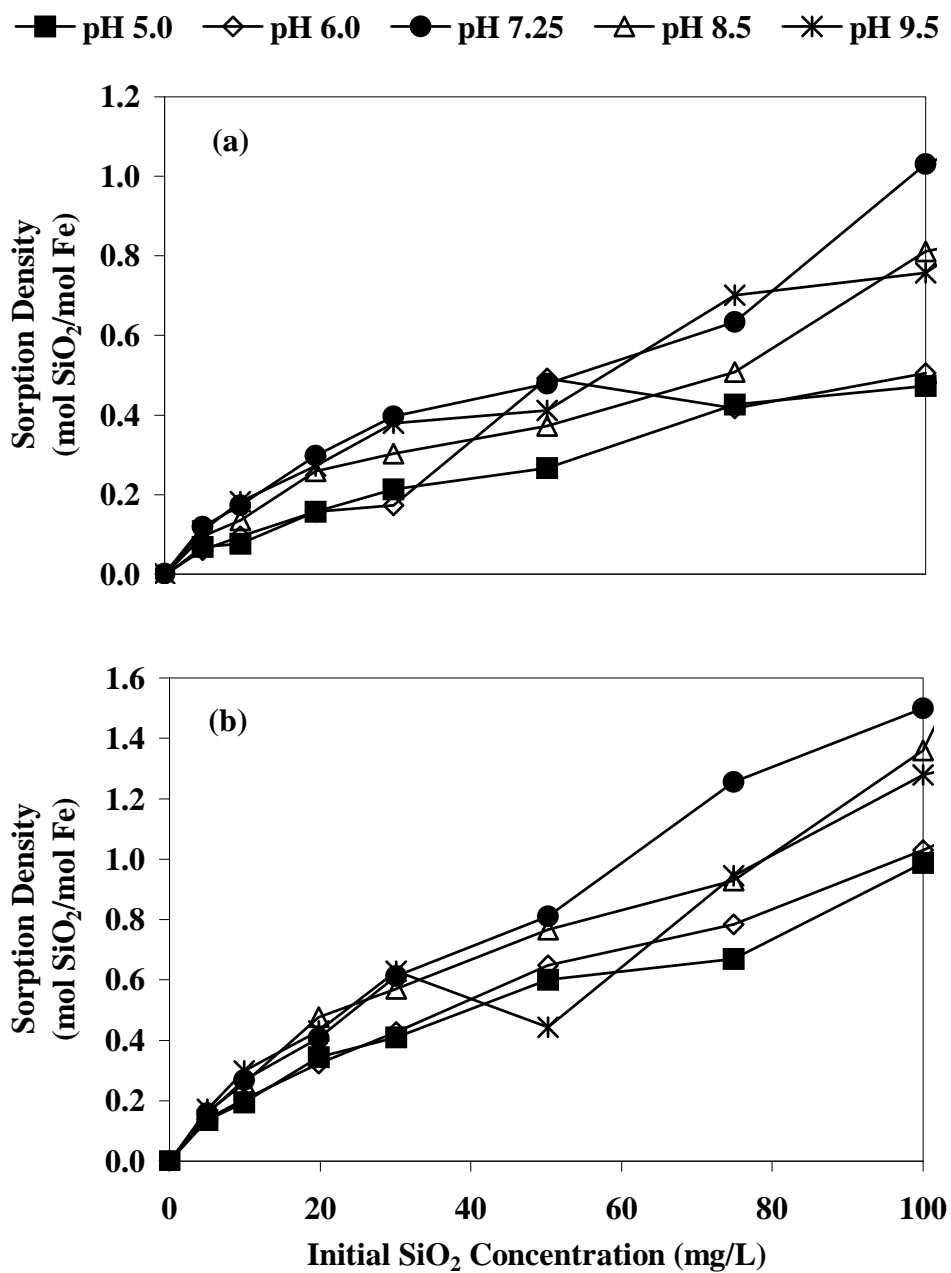 pH 5.0 pH 6.0 pH 7.25 pH 8.5 pH 9.5
1.2
(a)
1.0
0.8
0.6
0.4
0.2
0.0
Sorption Density
(mol SiO₂/mol Fe)
1.6
(b)
1.4
1.2
1.0
0.8
0.6
0.4
0.2
0.0
Sorption Density
(mol SiO₂/mol Fe)
0 20 40 60 80 100
Initial SiO₂ Concentration (mg/L)